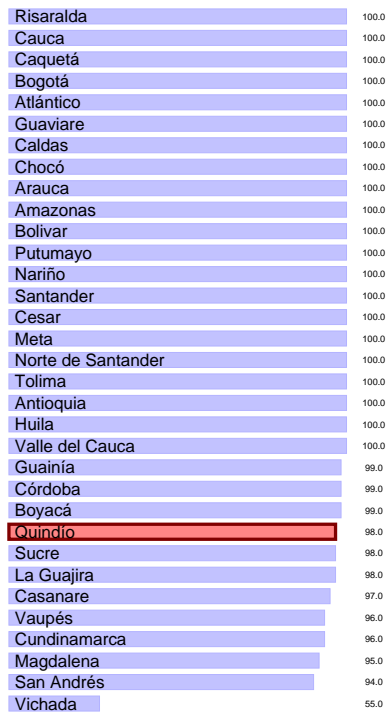 Risaralda 100.0
Cauca 100.0
Caquetá 100.0
Bogotá 100.0
Atlántico 100.0
Guaviare 100.0
Caldas 100.0
Chocó 100.0
Arauca 100.0
Amazonas 100.0
Bolivar 100.0
Putumayo 100.0
Nariño 100.0
Santander 100.0
Cesar 100.0
Meta 100.0
Norte de Santander 100.0
Tolima 100.0
Antioquia 100.0
Huila 100.0
Valle del Cauca 100.0
Guainía 99.0
Córdoba 99.0
Boyacá 99.0
Quindío 98.0
Sucre 98.0
La Guajira 98.0
Casanare 97.0
Vaupés 96.0
Cundinamarca 96.0
Magdalena 95.0
San Andrés 94.0
Vichada 55.0